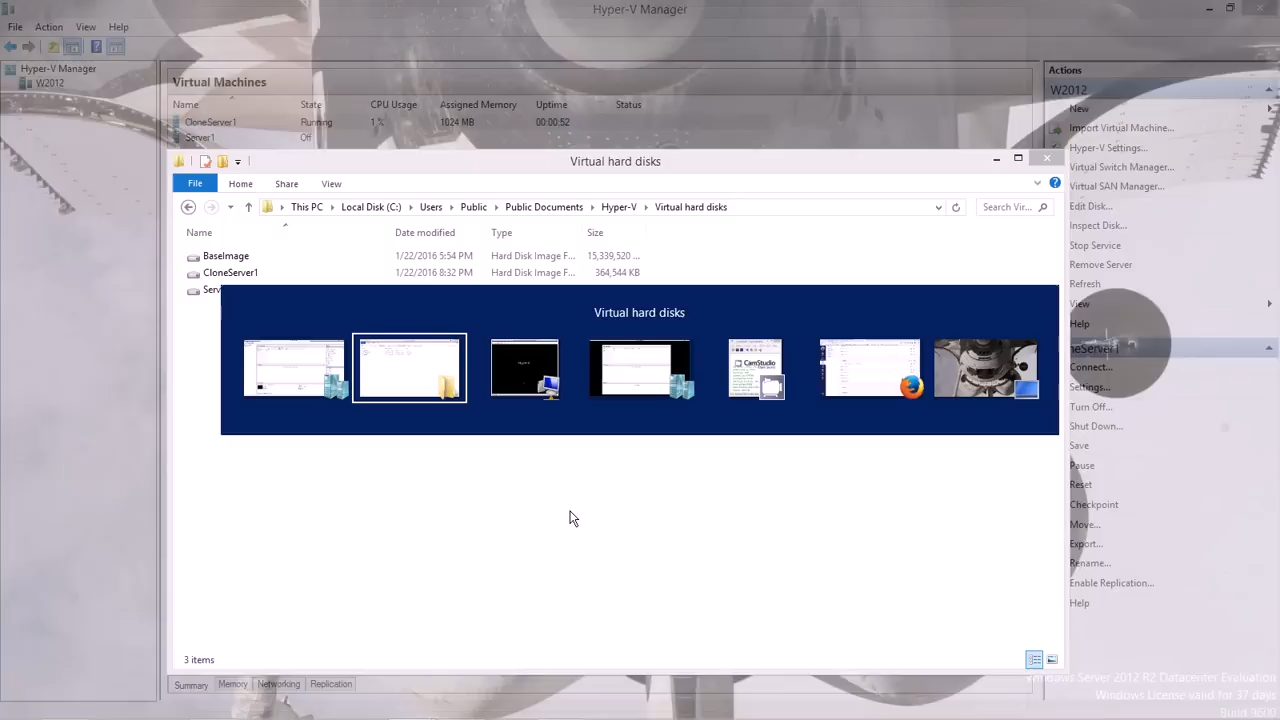 Hyper-V Manager
File Action View Help
Hyper-V Manager
W2012
Virtual Machines
Name State CPU Usage Assigned Memory Uptime Status
CloneServer1 Running 1 % 1024 MB 00:00:52
Server1 Off
Virtual hard disks
File Home Share View
This PC Local Disk (C:) Users Public Public Documents Hyper-V Virtual hard disks
Search Vir...
Name Date modified Type Size
BaseImage 1/22/2016 5:54 PM Hard Disk Image F... 15,339,520 ...
CloneServer1 1/22/2016 8:32 PM Hard Disk Image F... 364,544 KB
Serv
Virtual hard disks
CamStudio
3 items
Summary Memory Networking Replication
Actions
W2012
New
Import Virtual Machine...
Hyper-V Settings...
Virtual Switch Manager...
Virtual SAN Manager...
Edit Disk...
Inspect Disk...
Stop Service
Remove Server
Refresh
View
Help
neServer1
Connect...
Settings...
Turn Off...
Shut Down...
Save
Pause
Reset
Checkpoint
Move...
Export...
Rename...
Enable Replication...
Help
Windows Server 2012 R2 Datacenter Evaluation
Windows License valid for 37 days
Build 9600